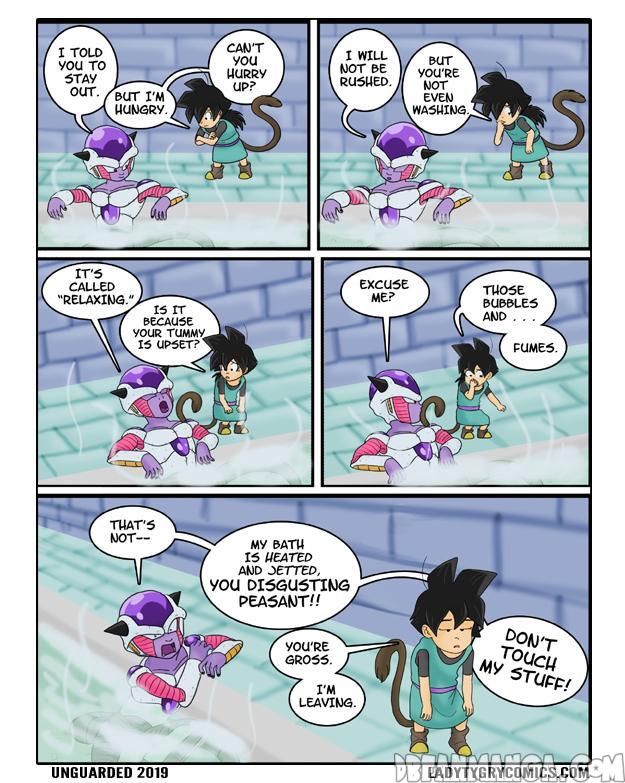 I TOLD
YOU TO
STAY
OUT.
BUT I'M
HUNGRY.
CAN'T
YOU
HURRY
UP?
I WILL
NOT BE
RUSHED.
BUT
YOU'RE
NOT
EVEN
WASHING.
IT'S
CALLED
"RELAXING."
IS IT
BECAUSE
YOUR TUMMY
IS UPSET?
EXCUSE
ME?
THOSE
BUBBLES
AND . . .
FUMES.
THAT'S
NOT--
MY BATH
IS HEATED
AND JETTED,
YOU DISGUSTING
PEASANT!!
YOU'RE
GROSS.
I'M
LEAVING.
DON'T
TOUCH
MY STUFF!
UNGUARDED 2019
LADYTYGRYCOMICS.COM
DBZMANGA.COM